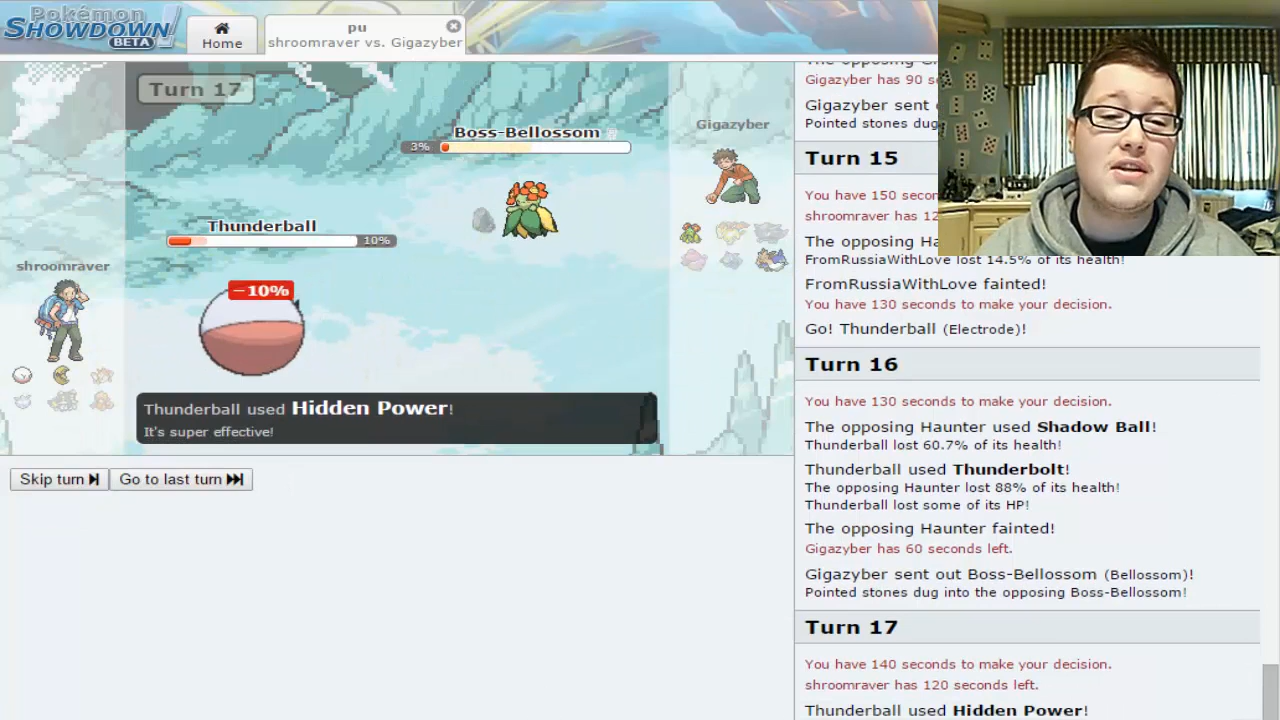 Pokémon
SHOWDOWN!
BETA
Home
pu
shroomraver vs. Gigazyber
Turn 17
Boss-Bellossom
3%
Thunderball
10%
-10%
shroomraver
Gigazyber
Thunderball used Hidden Power!
It's super effective!
Skip turn
Go to last turn
The opposing
Gigazyber has 90
Gigazyber sent
Pointed stones dug
Turn 15
You have 150
shroomraver has
The opposing
FromRussiaWithLove lost 14.5% of its health!
FromRussiaWithLove fainted!
You have 130 seconds to make your decision.
Go! Thunderball (Electrode)!
Turn 16
You have 130 seconds to make your decision.
The opposing Haunter used Shadow Ball!
Thunderball lost 60.7% of its health!
Thunderball used Thunderbolt!
The opposing Haunter lost 88% of its health!
Thunderball lost some of its HP!
The opposing Haunter fainted!
Gigazyber has 60 seconds left.
Gigazyber sent out Boss-Bellossom (Bellossom)!
Pointed stones dug into the opposing Boss-Bellossom!
Turn 17
You have 140 seconds to make your decision.
shroomraver has 120 seconds left.
Thunderball used Hidden Power!